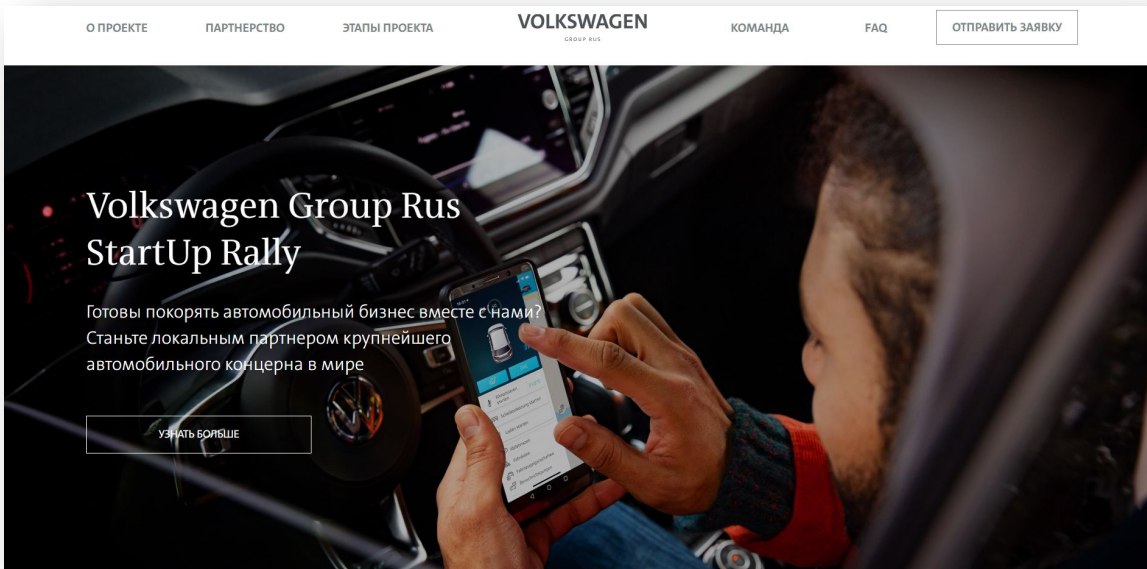 О ПРОЕКТЕ
ПАРТНЕРСТВО
ЭТАПЫ ПРОЕКТА
VOLKSWAGEN
GROUP RUS
КОМАНДА
FAQ
ОТПРАВИТЬ ЗАЯВКУ
Volkswagen Group Rus
StartUp Rally
Готовы покорять автомобильный бизнес вместе с нами?
Станьте локальным партнером крупнейшего
автомобильного концерна в мире
УЗНАТЬ БОЛЬШЕ